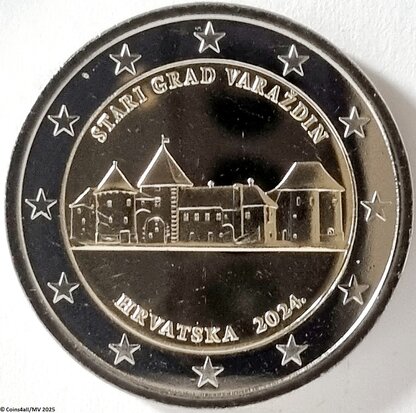 STARI GRAD VARAŽDIN
HRVATSKA 2024.
© Coins4all/MV 2025